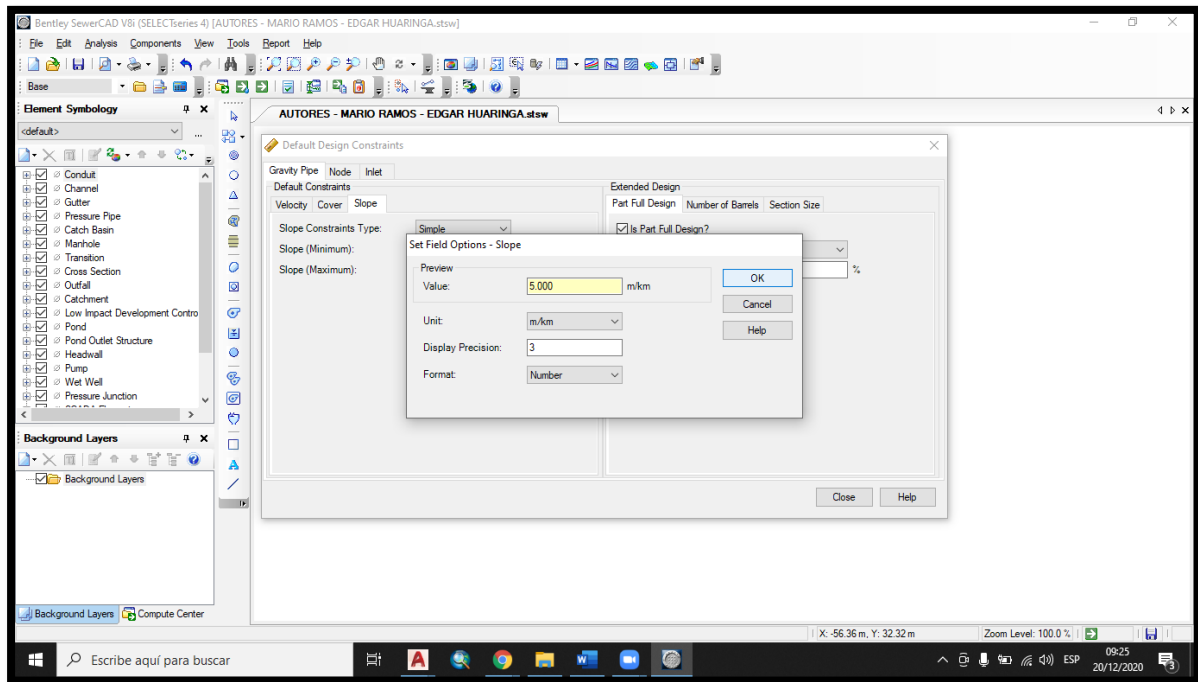 Bentley SewerCAD V8i (SELECTseries 4) [AUTORES - MARIO RAMOS - EDGAR HUARINGA.stsw]
File Edit Analysis Components View Tools Report Help
Base
Element Symbology
<default>
...
Conduit
Channel
Gutter
Pressure Pipe
Catch Basin
Manhole
Transition
Cross Section
Outfall
Catchment
Low Impact Development Contro
Pond
Pond Outlet Structure
Headwall
Pump
Wet Well
Pressure Junction
Background Layers
Background Layers
Background Layers Compute Center
AUTORES - MARIO RAMOS - EDGAR HUARINGA.stsw
Default Design Constraints
Gravity Pipe Node Inlet
Default Constraints
Velocity Cover Slope
Slope Constraints Type: Simple
Slope (Minimum):
Slope (Maximum):
Extended Design
Part Full Design Number of Barrels Section Size
Is Part Full Design?
%
Set Field Options - Slope
Preview
Value: 5.000 m/km
Unit: m/km
Display Precision: 3
Format: Number
OK
Cancel
Help
Close Help
X: -56.36 m, Y: 32.32 m Zoom Level: 100.0 %
Escribe aquí para buscar
ESP
09:25
20/12/2020
3